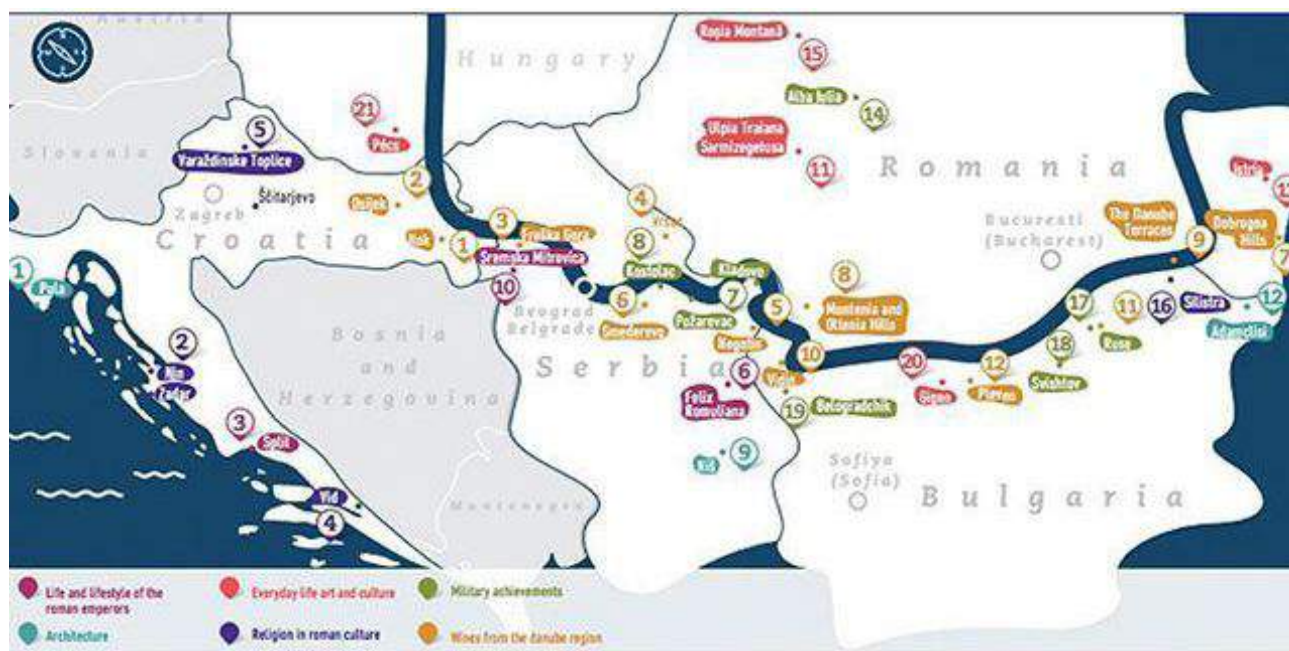 Hungary
Roșia Montană
15
Alba Iulia
14
21
Pécs
5
Varaždinske Toplice
Ščitarjevo
Slovenia
Zagreb
Croatia
Ulpia Traiana
Sarmizegetusa
11
Romania
2
Osijek
Ilok
1
3
Fruška Gora
Sremska Mitrovica
10
4
Vršac
8
Kostolac
Kladovo
București
(Bucharest)
The Danube
Terraces
9
Istria
Dobrogea
Hills
7
1
Pula
Beograd
Belgrade
6
Smederevo
Požarevac
7
5
Negotin
8
Muntenia and
Oltenia Hills
17
11
Ruse
16
Silistra
12
Adamclisi
2
Nin
Zadar
Bosnia
and
Herzegovina
Serbia
10
Vidin
20
Gigen
12
Pleven
18
Svishtov
6
Felix
Romuliana
19
Belogradchik
3
Split
9
Niš
Sofiya
(Sofia)
Bulgaria
Vid
4
Montenegro
Life and lifestyle of the
roman emperors
Everyday life art and culture
Military achievements
Architecture
Religion in roman culture
Wines from the danube region